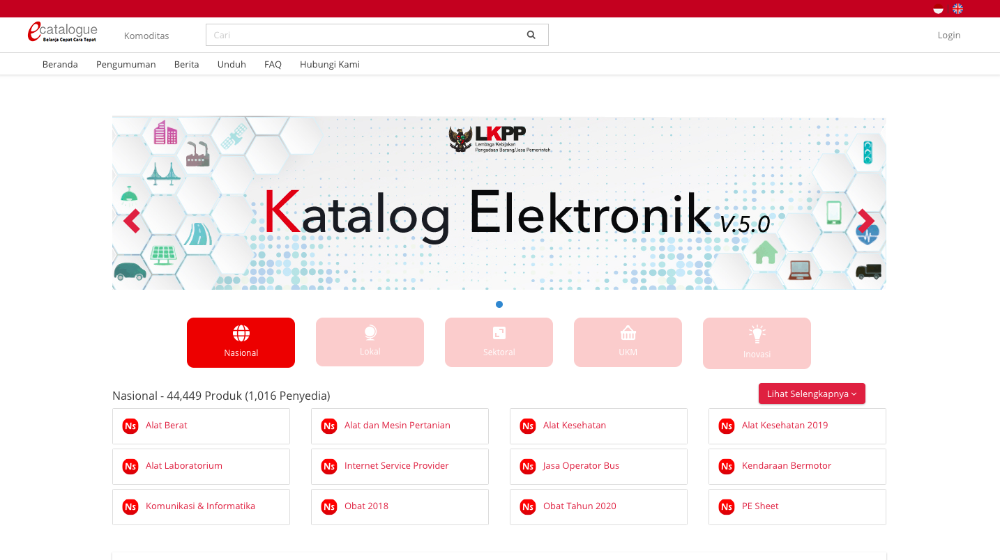 ecatalogue
Belanja Cepat Cara Tepat
Komoditas
Cari
Login
Beranda
Pengumuman
Berita
Unduh
FAQ
Hubungi Kami
LKPP
Lembaga Kebijakan
Pengadaan Barang/Jasa Pemerintah
Katalog Elektronik V.5.0
Nasional
Lokal
Sektoral
UKM
Inovasi
Nasional - 44,449 Produk (1,016 Penyedia)
Lihat Selengkapnya
Ns Alat Berat
Ns Alat dan Mesin Pertanian
Ns Alat Kesehatan
Ns Alat Kesehatan 2019
Ns Alat Laboratorium
Ns Internet Service Provider
Ns Jasa Operator Bus
Ns Kendaraan Bermotor
Ns Komunikasi & Informatika
Ns Obat 2018
Ns Obat Tahun 2020
Ns PE Sheet